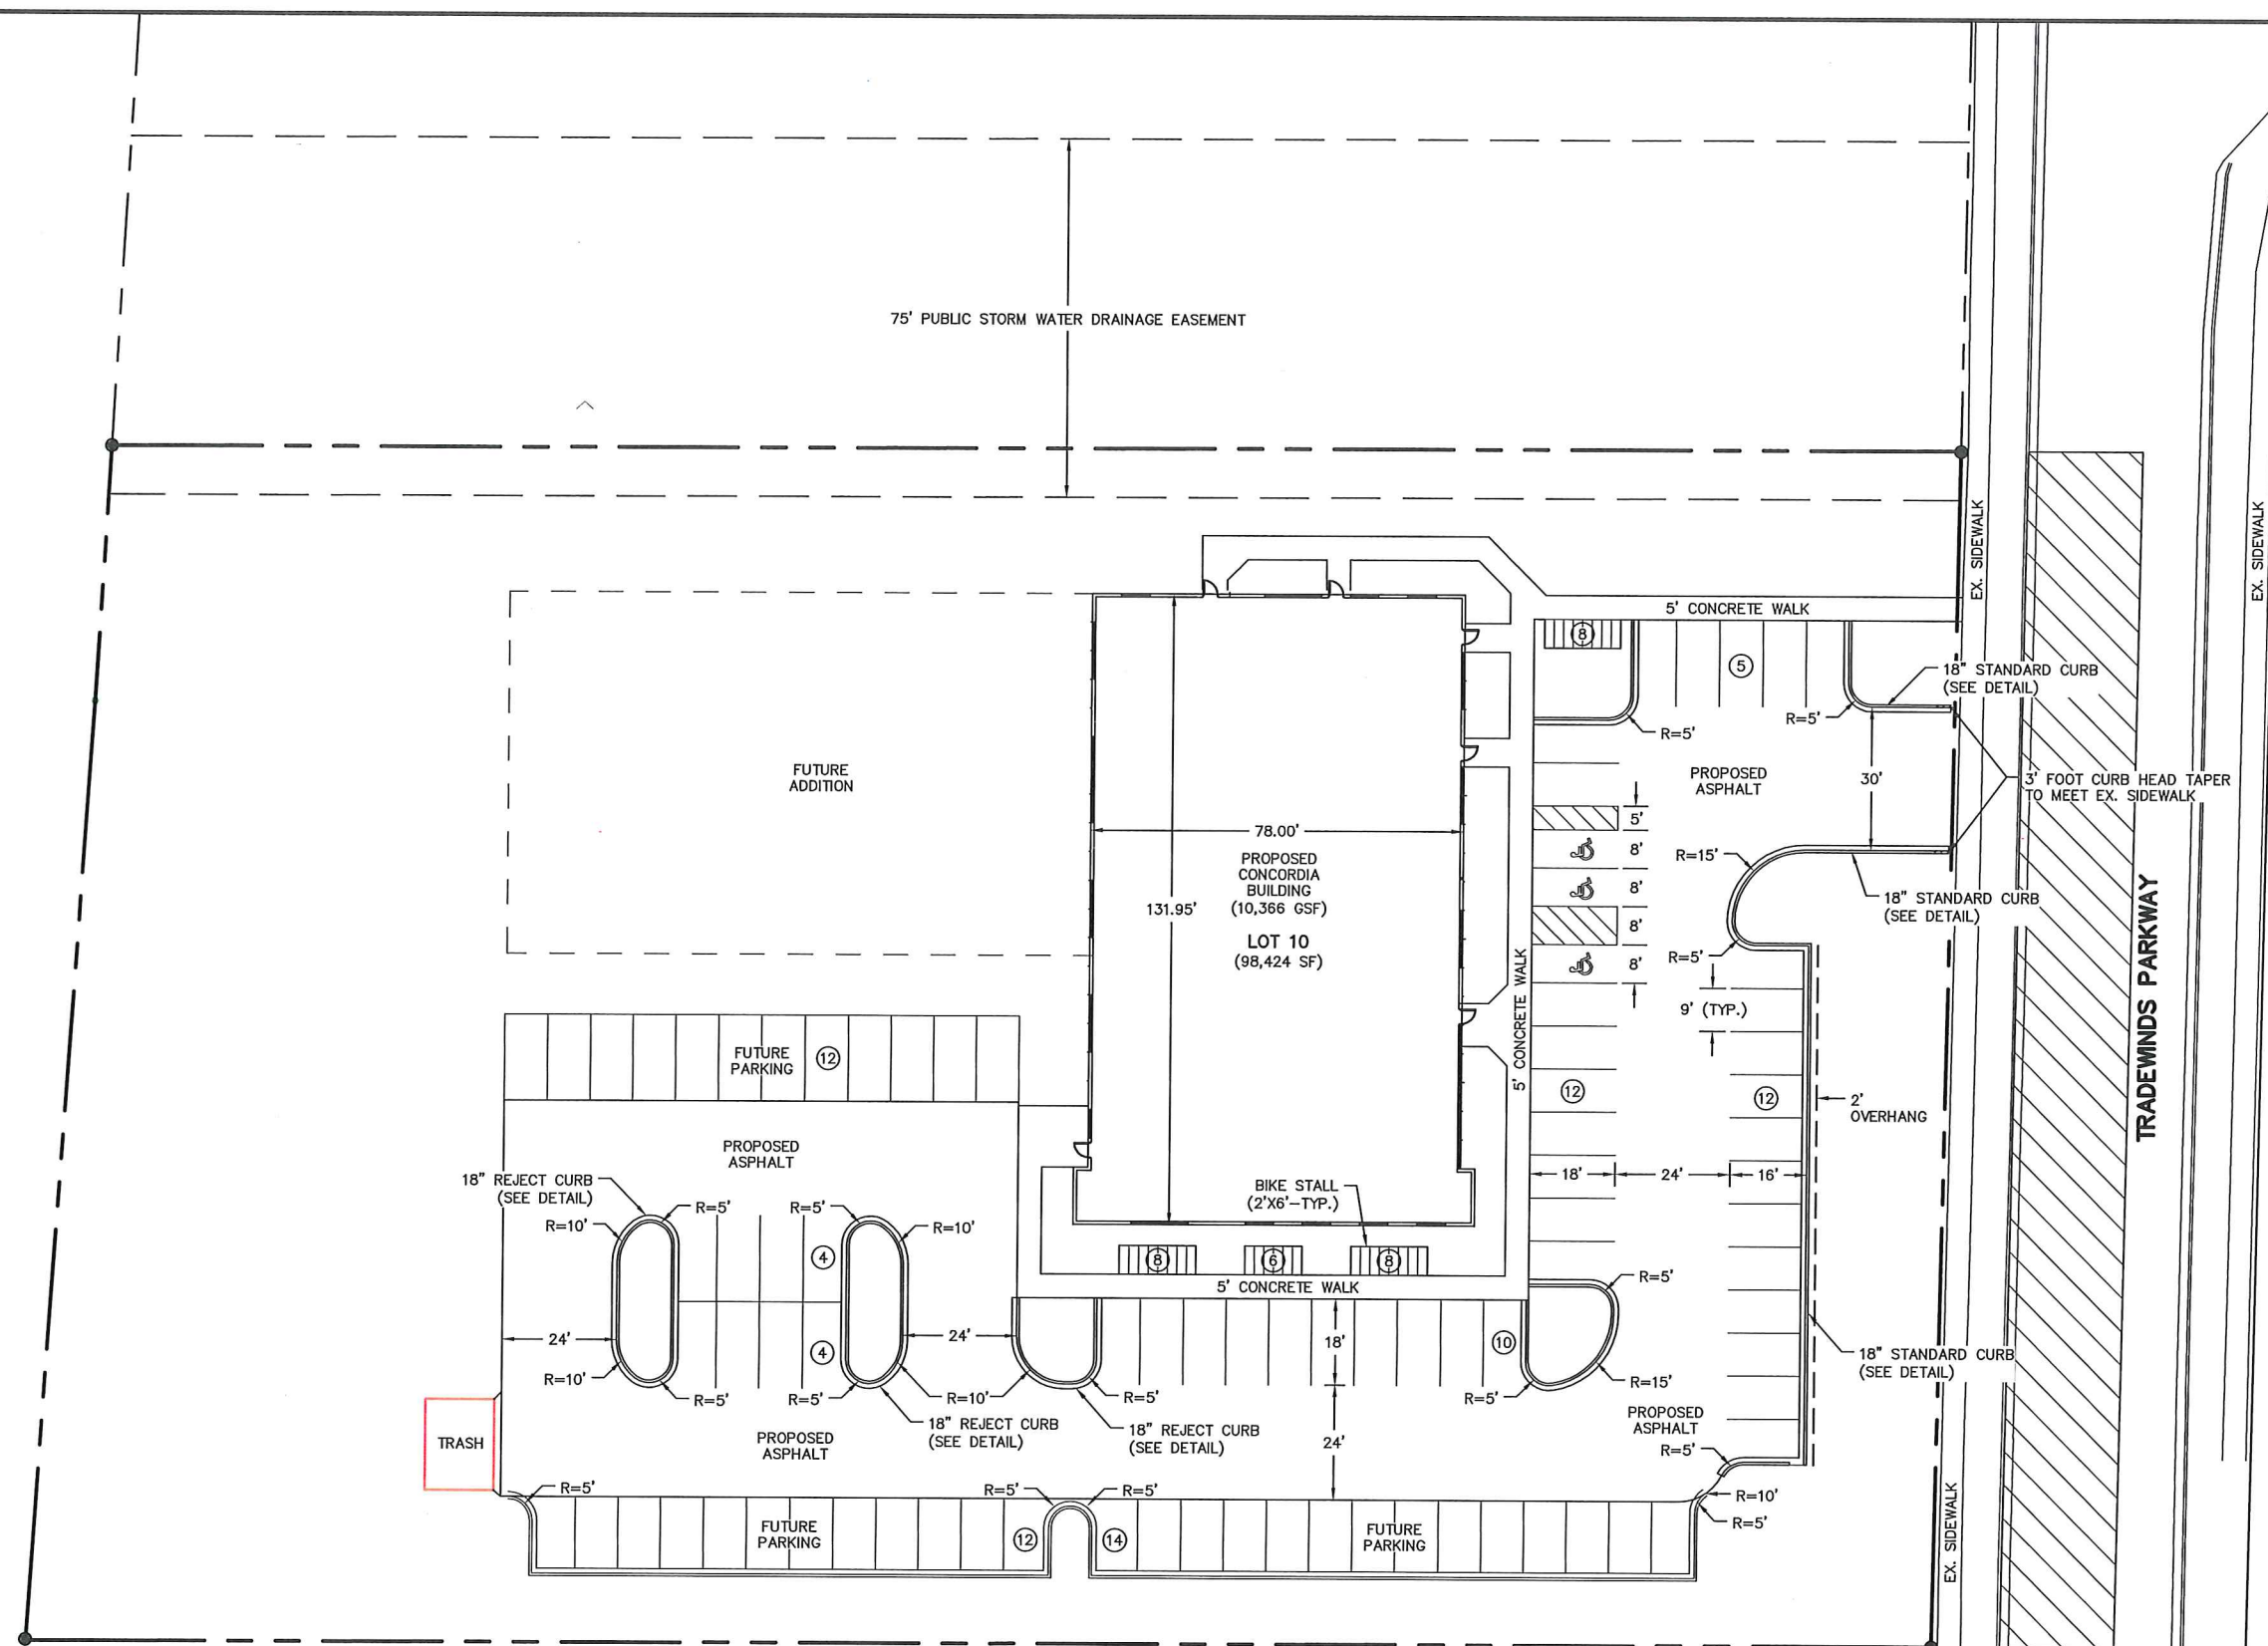 75' PUBLIC STORM WATER DRAINAGE EASEMENT
EX. SIDEWALK
EX. SIDEWALK
5' CONCRETE WALK
8
5
18" STANDARD CURB
(SEE DETAIL)
R=5'
R=5'
FUTURE
ADDITION
PROPOSED
ASPHALT
30'
3' FOOT CURB HEAD TAPER
TO MEET EX. SIDEWALK
5'
78.00'
8'
R=15'
PROPOSED
CONCORDIA
BUILDING
(10,366 GSF)
131.95'
8'
18" STANDARD CURB
(SEE DETAIL)
8'
LOT 10
(98,424 SF)
R=5'
8'
5' CONCRETE WALK
9' (TYP.)
TRADEWINDS PARKWAY
FUTURE
PARKING
12
12
12
2'
OVERHANG
PROPOSED
ASPHALT
18'
24'
16'
18" REJECT CURB
(SEE DETAIL)
BIKE STALL
(2'X6'-TYP.)
R=5'
R=5'
R=10'
R=10'
4
8
6
8
5' CONCRETE WALK
R=5'
24'
4
24'
18'
10
18" STANDARD CURB
(SEE DETAIL)
R=10'
R=5'
R=5'
R=10'
R=5'
R=5'
R=15'
18" REJECT CURB
(SEE DETAIL)
18" REJECT CURB
(SEE DETAIL)
PROPOSED
ASPHALT
TRASH
PROPOSED
ASPHALT
24'
R=5'
R=5'
R=5'
R=5'
R=10'
R=5'
FUTURE
PARKING
12
14
FUTURE
PARKING
EX. SIDEWALK